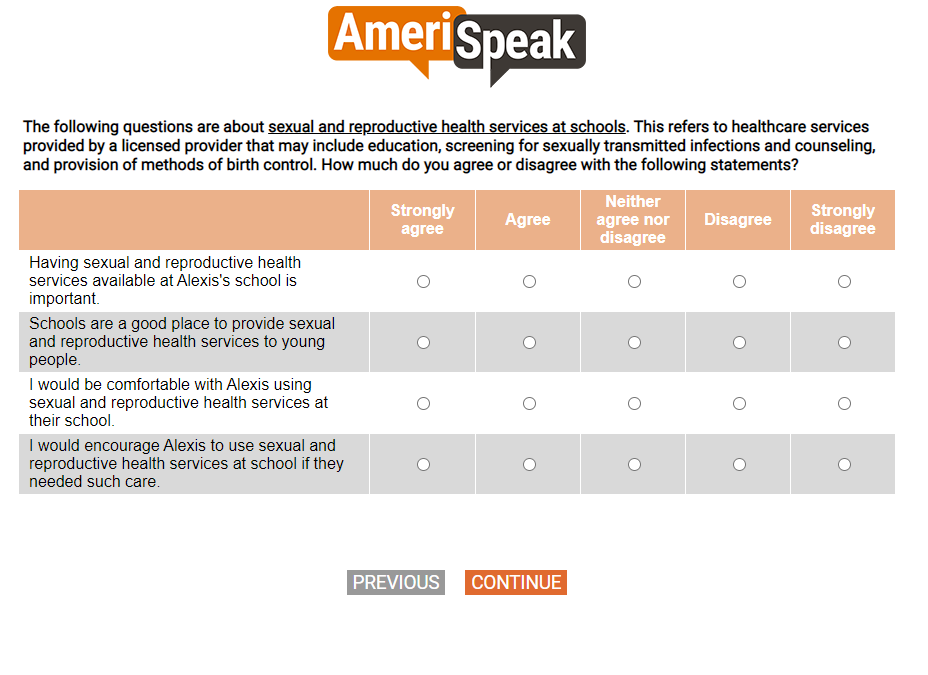 AmeriSpeak
The following questions are about sexual and reproductive health services at schools. This refers to healthcare services
provided by a licensed provider that may include education, screening for sexually transmitted infections and counseling,
and provision of methods of birth control. How much do you agree or disagree with the following statements?
Strongly
agree
Agree
Neither
agree nor
disagree
Disagree
Strongly
disagree
Having sexual and reproductive health
services available at Alexis's school is
important.
Schools are a good place to provide sexual
and reproductive health services to young
people.
I would be comfortable with Alexis using
sexual and reproductive health services at
their school.
I would encourage Alexis to use sexual and
reproductive health services at school if they
needed such care.
PREVIOUS
CONTINUE